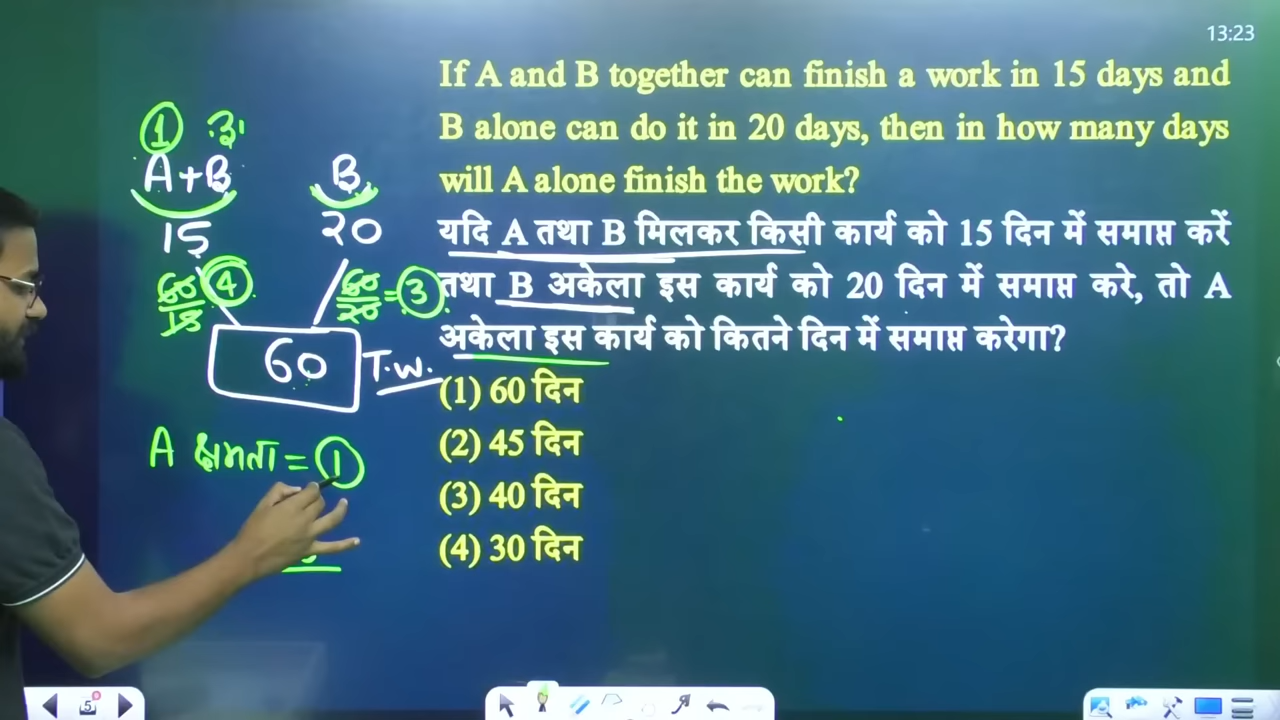 13:23
If A and B together can finish a work in 15 days and
B alone can do it in 20 days, then in how many days
will A alone finish the work?
यदि A तथा B मिलकर किसी कार्य को 15 दिन में समाप्त करें
तथा B अकेला इस कार्य को 20 दिन में समाप्त करे, तो A
अकेला इस कार्य को कितने दिन में समाप्त करेगा?
(1) 60 दिन
(2) 45 दिन
(3) 40 दिन
(4) 30 दिन
1 3
A+B B
15 20
60/15 4 60/20 = 3
60 T.W.
A क्षमता = 1
5